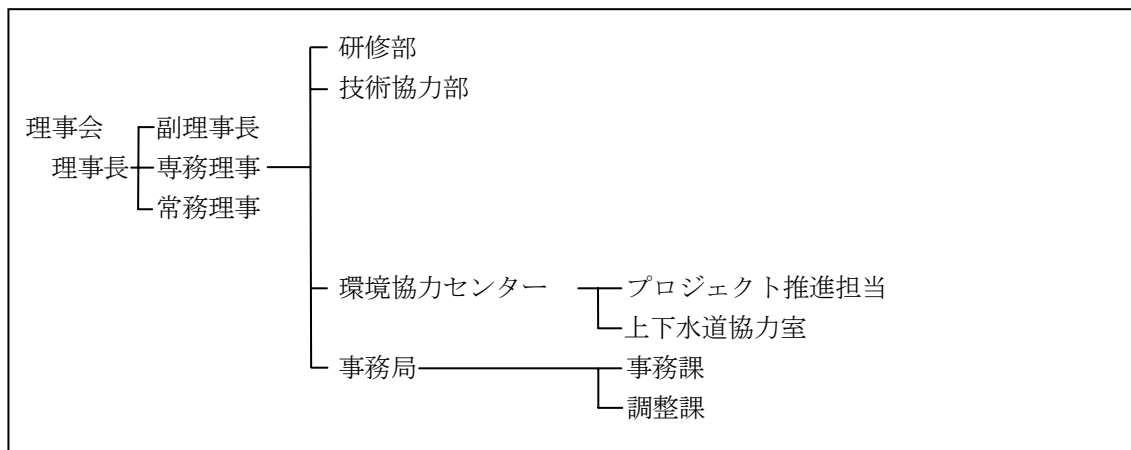 研修部
技術協力部
理事会 副理事長
理事長 専務理事
常務理事
環境協力センター プロジェクト推進担当
上下水道協力室
事務局 事務課
調整課